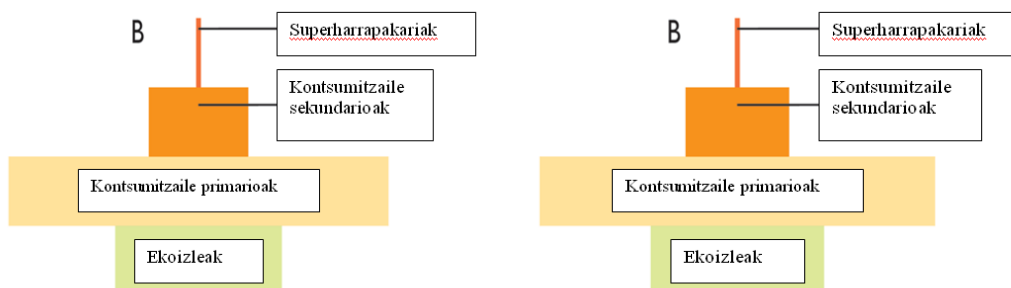 B
Superharrapakariak
Kontsumitzaile
sekundarioak
Kontsumitzaile primarioak
Ekoizleak
B
Superharrapakariak
Kontsumitzaile
sekundarioak
Kontsumitzaile primarioak
Ekoizleak